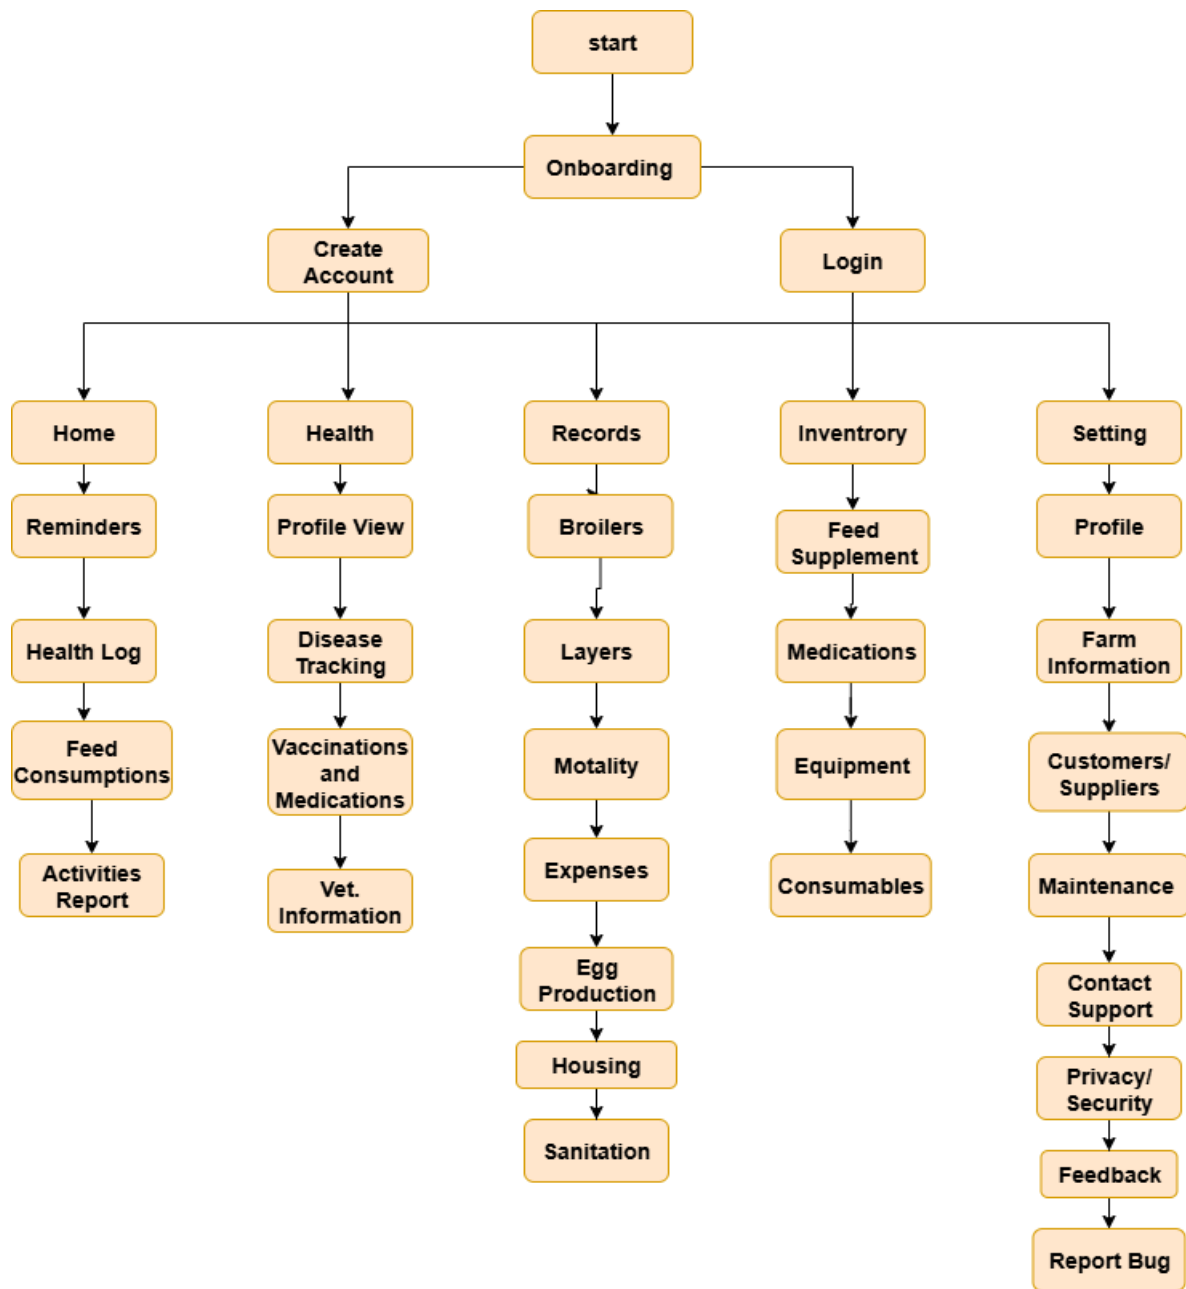 start
Onboarding
Create
Account
Login
Home
Health
Records
Inventrory
Setting
Reminders
Profile View
Broilers
Feed
Supplement
Profile
Health Log
Disease
Tracking
Layers
Medications
Farm
Information
Feed
Consumptions
Vaccinations
and
Medications
Motality
Equipment
Customers/
Suppliers
Activities
Report
Vet.
Information
Expenses
Consumables
Maintenance
Egg
Production
Contact
Support
Housing
Privacy/
Security
Sanitation
Feedback
Report Bug